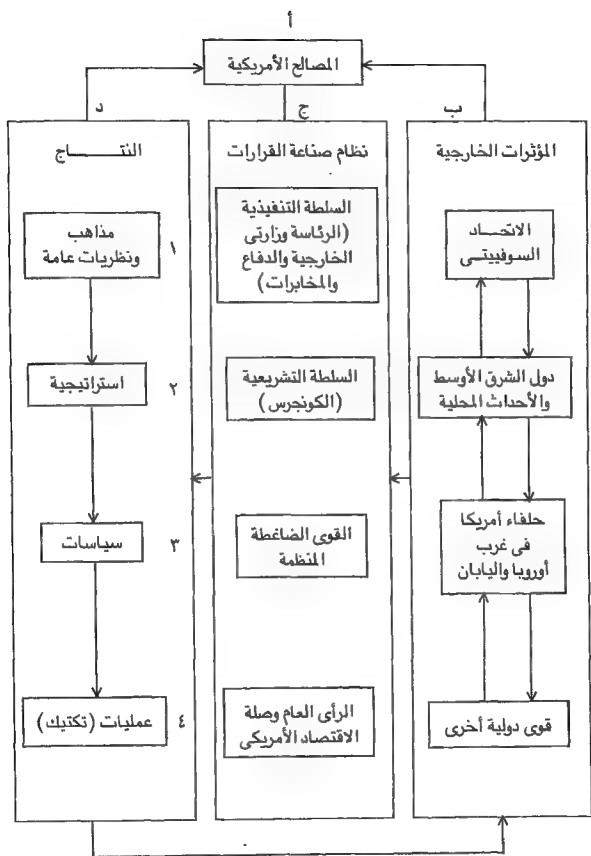 أ
المصالح الأمريكية
ب
ج
د
المؤثرات الخارجية
الاتحـــاد
السوفييتـى
دول الشرق الأوسط
والأحداث المحلية
حلفاء أمريكا
فى غرب
أوروبا واليابان
قوى دولية أخرى
نظام صناعة القرارات
السلطة التنفيذية
(الرئاسة وزارتى
الخارجية والدفاع
والمخابرات)
السلطة التشريعية
(الكونجرس)
القوى الضاغطة
المنظمة
الرأى العام وصلة
الاقتصاد الأمريكى
النتـــــــاج
١
مذاهب
ونظريات عامة
٢
استراتيجية
٣
سياسات
٤
عمليات (تكتيك)